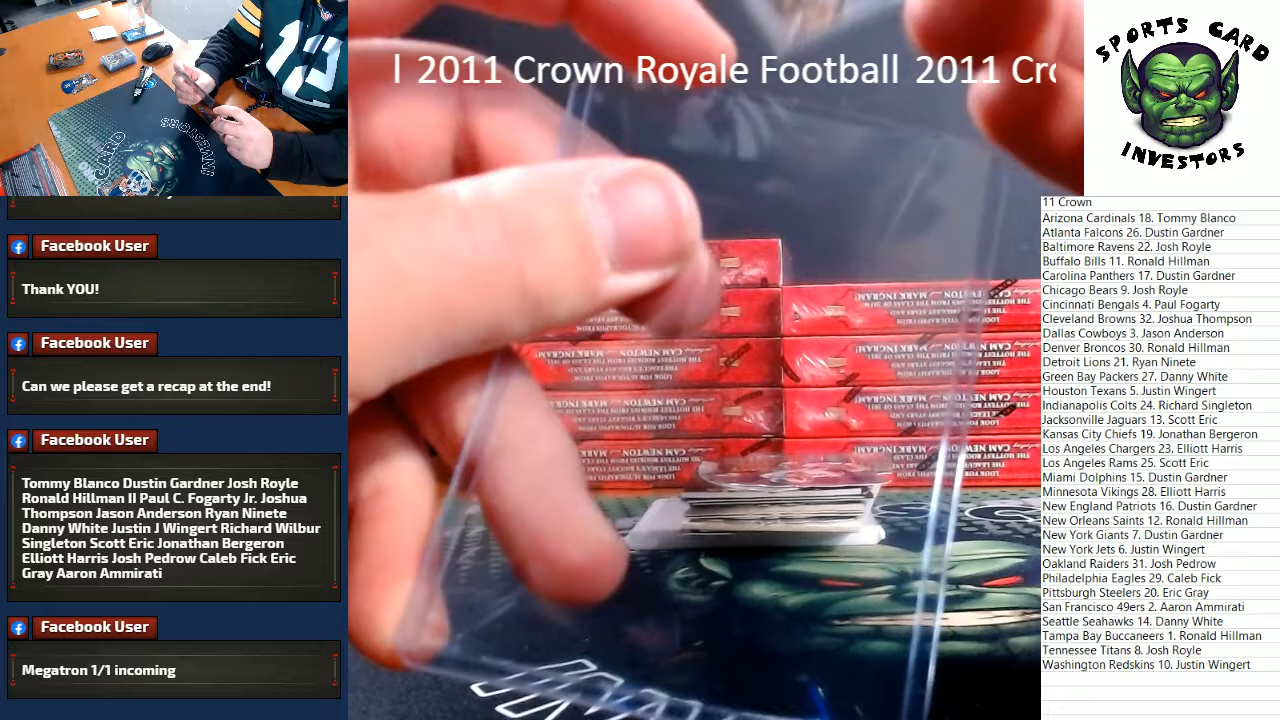 l 2011 Crown Royale Football 2011 Cro
SPORTS CARD
INVESTORS
Facebook User
Thank YOU!
Facebook User
Can we please get a recap at the end!
Facebook User
Tommy Blanco Dustin Gardner Josh Royle
Ronald Hillman II Paul C. Fogarty Jr. Joshua
Thompson Jason Anderson Ryan Ninete
Danny White Justin J Wingert Richard Wilbur
Singleton Scott Eric Jonathan Bergeron
Elliott Harris Josh Pedrow Caleb Fick Eric
Gray Aaron Ammirati
Facebook User
Megatron 1/1 incoming
11 Crown
Arizona Cardinals 18. Tommy Blanco
Atlanta Falcons 26. Dustin Gardner
Baltimore Ravens 22. Josh Royle
Buffalo Bills 11. Ronald Hillman
Carolina Panthers 17. Dustin Gardner
Chicago Bears 9. Josh Royle
Cincinnati Bengals 4. Paul Fogarty
Cleveland Browns 32. Joshua Thompson
Dallas Cowboys 3. Jason Anderson
Denver Broncos 30. Ronald Hillman
Detroit Lions 21. Ryan Ninete
Green Bay Packers 27. Danny White
Houston Texans 5. Justin Wingert
Indianapolis Colts 24. Richard Singleton
Jacksonville Jaguars 13. Scott Eric
Kansas City Chiefs 19. Jonathan Bergeron
Los Angeles Chargers 23. Elliott Harris
Los Angeles Rams 25. Scott Eric
Miami Dolphins 15. Dustin Gardner
Minnesota Vikings 28. Elliott Harris
New England Patriots 16. Dustin Gardner
New Orleans Saints 12. Ronald Hillman
New York Giants 7. Dustin Gardner
New York Jets 6. Justin Wingert
Oakland Raiders 31. Josh Pedrow
Philadelphia Eagles 29. Caleb Fick
Pittsburgh Steelers 20. Eric Gray
San Francisco 49ers 2. Aaron Ammirati
Seattle Seahawks 14. Danny White
Tampa Bay Buccaneers 1. Ronald Hillman
Tennessee Titans 8. Josh Royle
Washington Redskins 10. Justin Wingert
12
CARD
INVESTORS
CAM NEWTON MARK INGRAM
CAM NEWTON MARK INGRAM